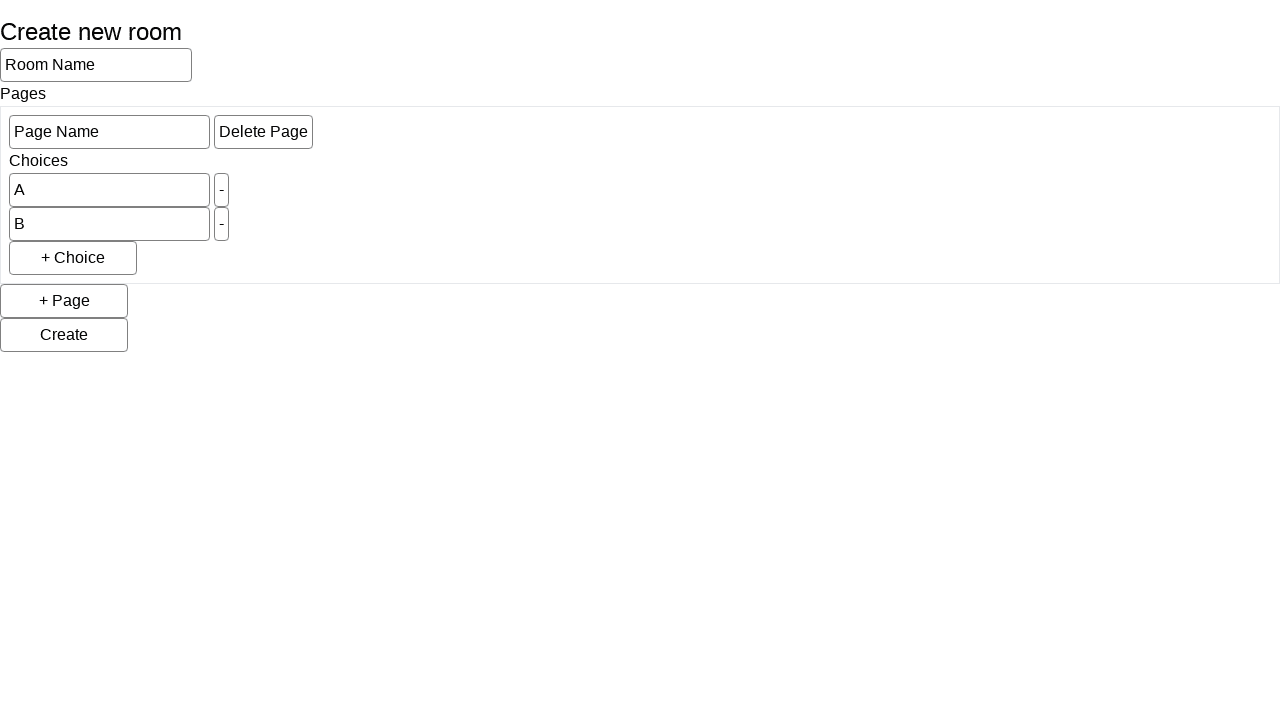 Create new room
Room Name
Pages
Page Name Delete Page
Choices
A -
B -
+ Choice
+ Page
Create